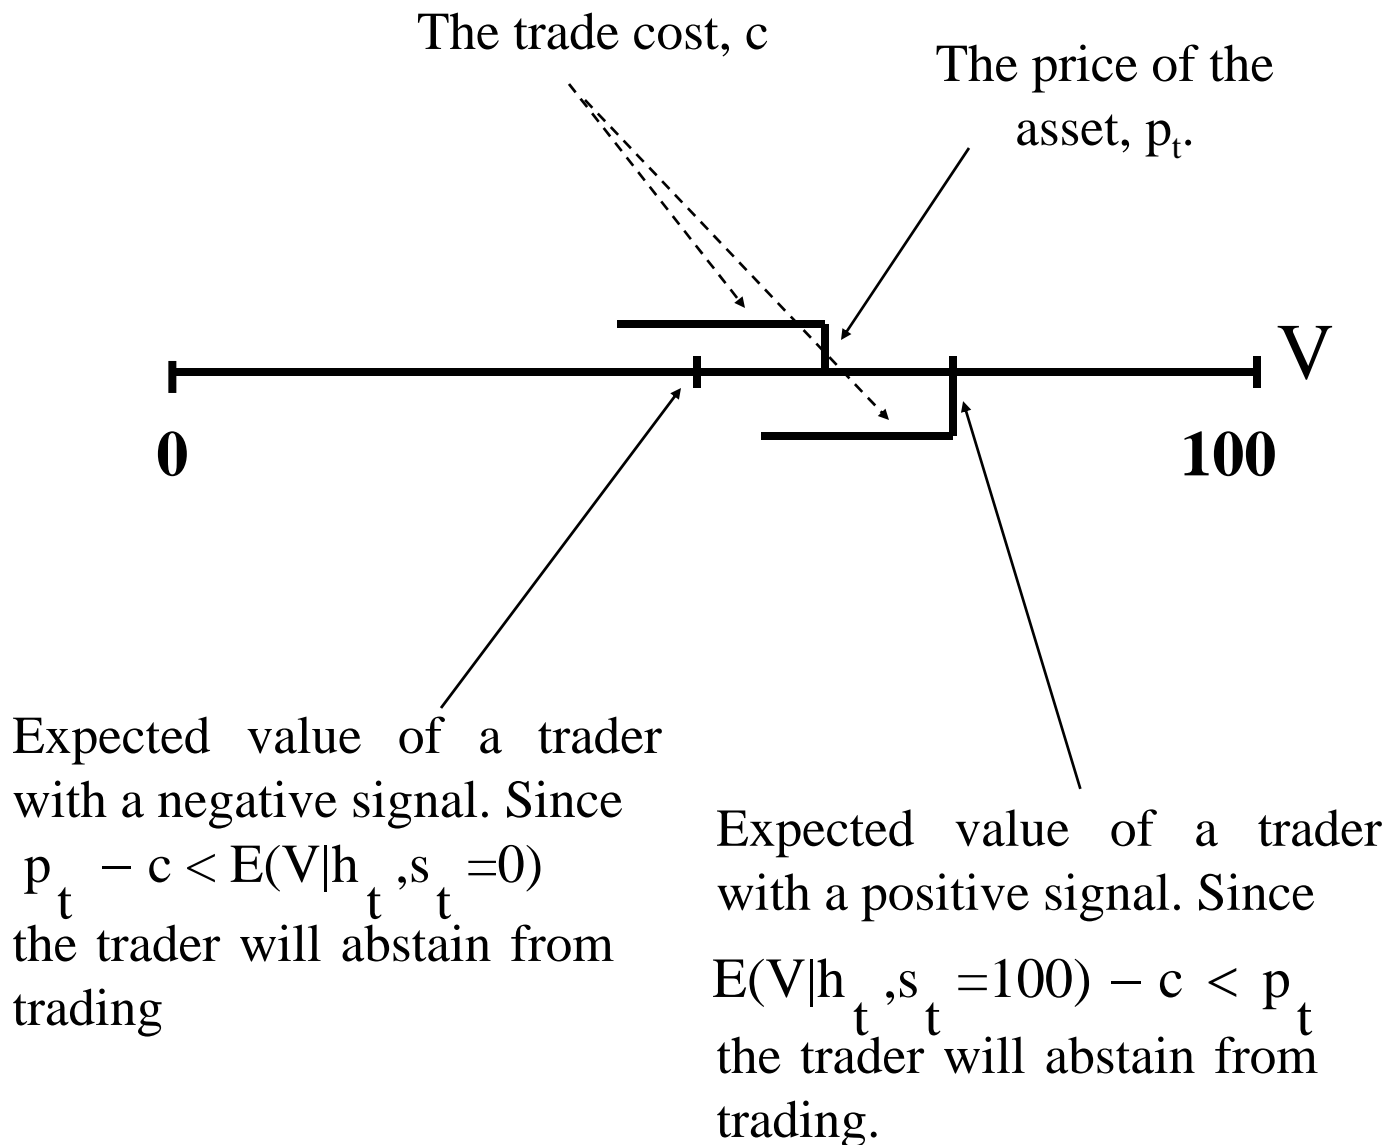 The trade cost, c
The price of the
asset, pₜ.
V
0
100
Expected value of a trader
with a negative signal. Since
pₜ – c < E(V|hₜ,sₜ=0)
the trader will abstain from
trading
Expected value of a trader
with a positive signal. Since
E(V|hₜ,sₜ=100) – c < pₜ
the trader will abstain from
trading.